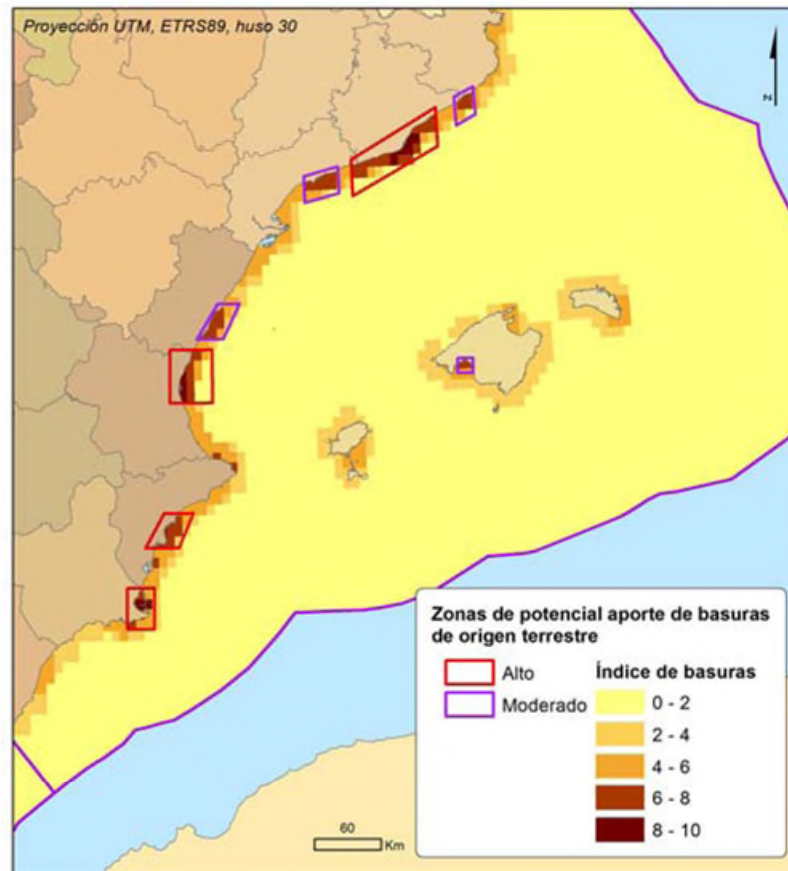 Proyección UTM, ETRS89, huso 30
N
Zonas de potencial aporte de basuras
de origen terrestre
Alto
Moderado
Índice de basuras
0 - 2
2 - 4
4 - 6
6 - 8
8 - 10
60
Km